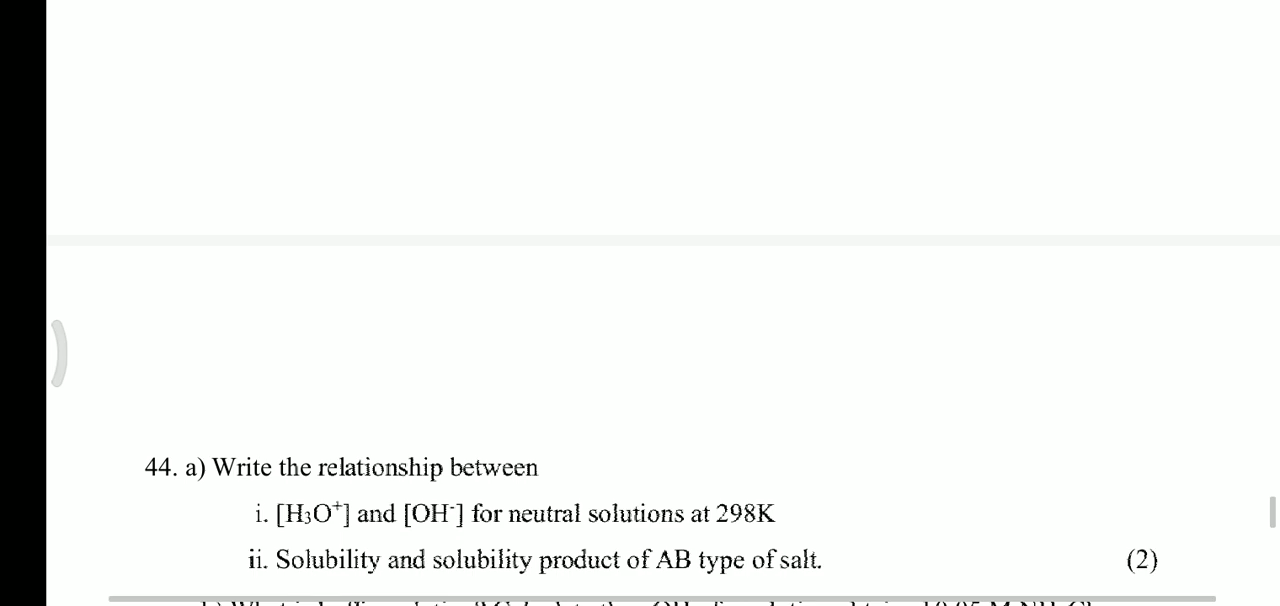 44. a) Write the relationship between
i. [H₃O⁺] and [OH⁻] for neutral solutions at 298K
ii. Solubility and solubility product of AB type of salt. (2)